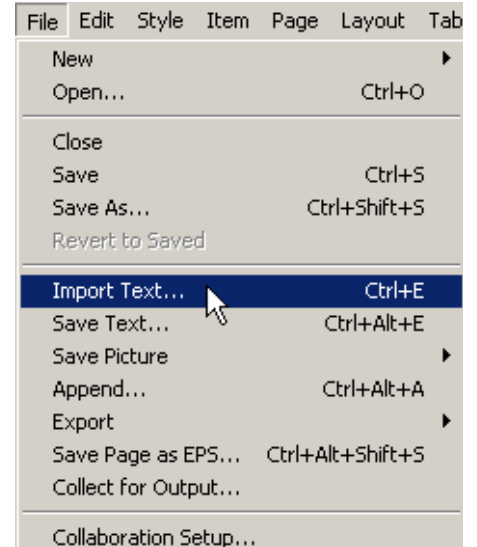 File Edit Style Item Page Layout Tab
New
Open... Ctrl+O
Close
Save Ctrl+S
Save As... Ctrl+Shift+S
Revert to Saved
Import Text... Ctrl+E
Save Text... Ctrl+Alt+E
Save Picture
Append... Ctrl+Alt+A
Export
Save Page as EPS... Ctrl+Alt+Shift+S
Collect for Output...
Collaboration Setup...